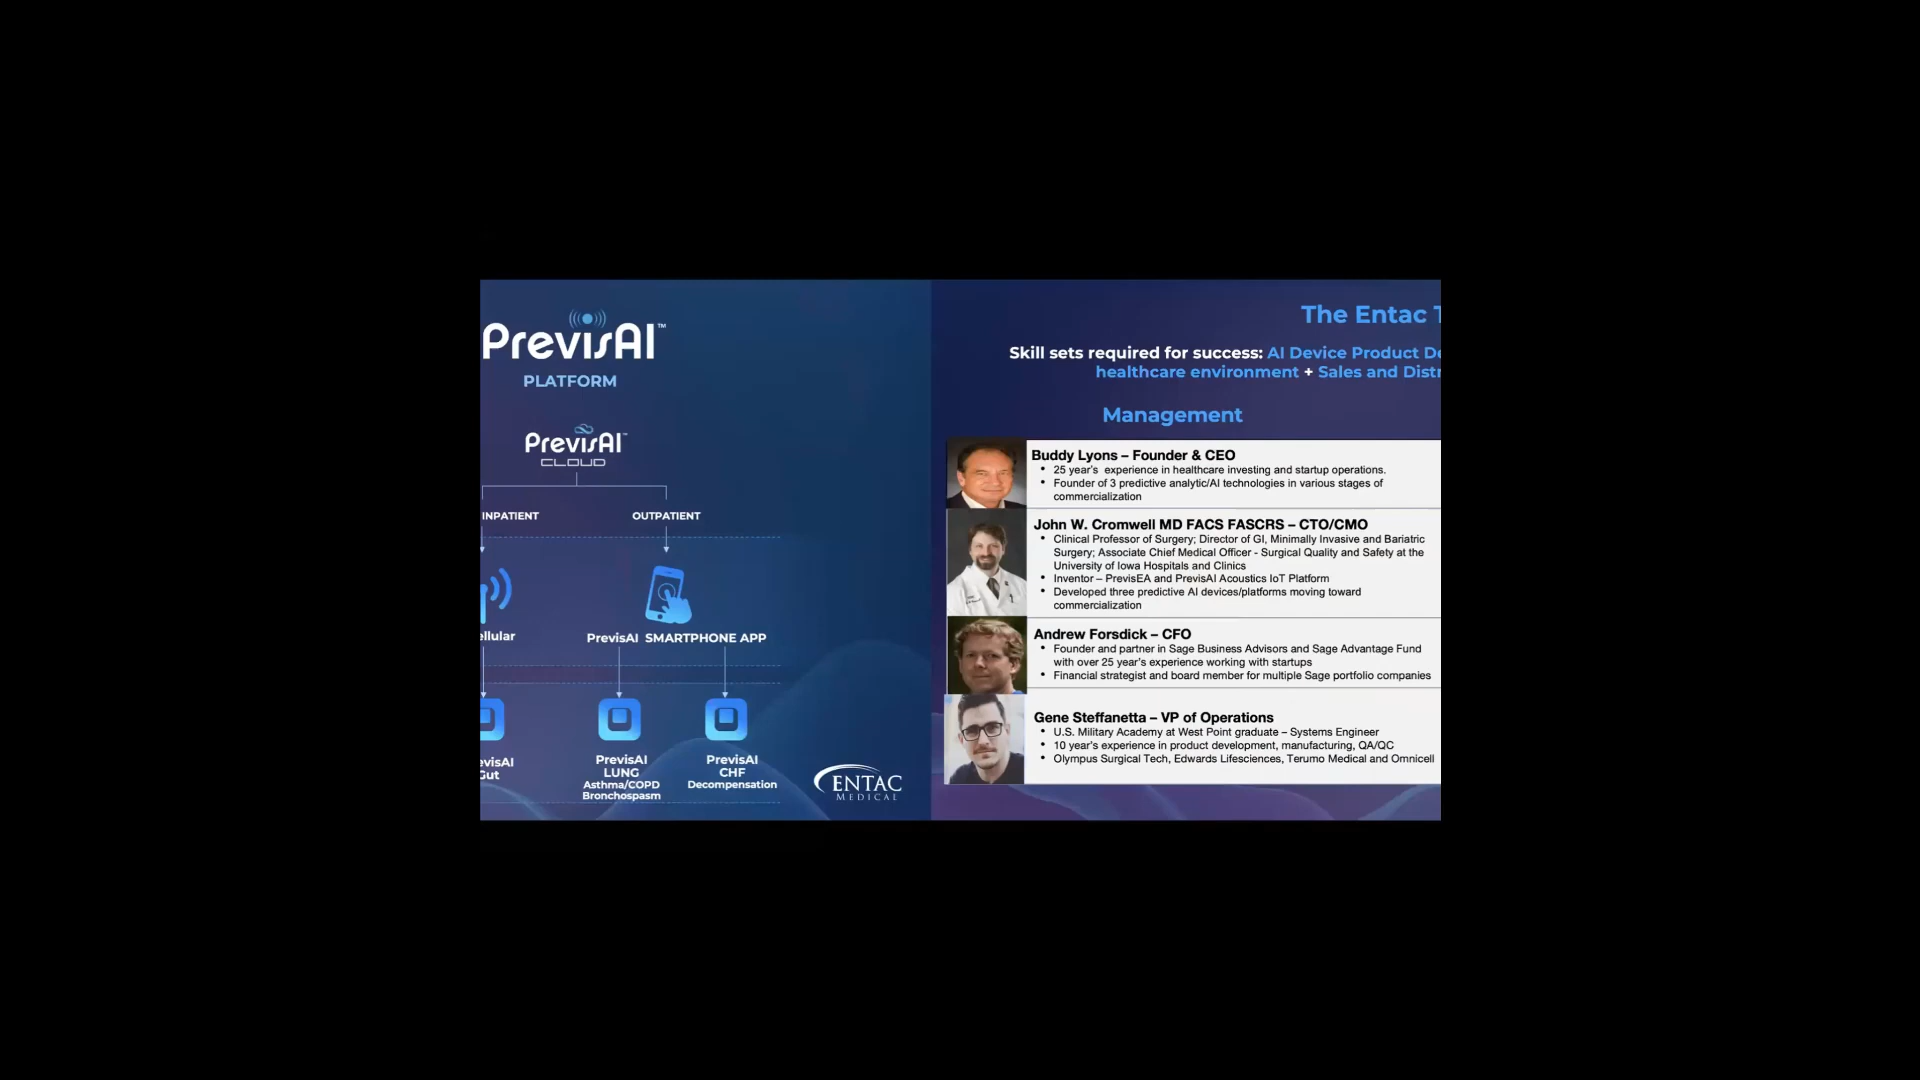 PrevisAI™
PLATFORM
PrevisAI™
CLOUD
INPATIENT
OUTPATIENT
ellular
PrevisAI SMARTPHONE APP
evisAI
Gut
PrevisAI
LUNG
Asthma/COPD
Bronchospasm
PrevisAI
CHF
Decompensation
ENTAC
MEDICAL
The Entac T
Skill sets required for success: AI Device Product De
healthcare environment + Sales and Distr
Management
Buddy Lyons – Founder & CEO
• 25 year's experience in healthcare investing and startup operations.
• Founder of 3 predictive analytic/AI technologies in various stages of
commercialization
John W. Cromwell MD FACS FASCRS – CTO/CMO
• Clinical Professor of Surgery; Director of GI, Minimally Invasive and Bariatric
Surgery; Associate Chief Medical Officer - Surgical Quality and Safety at the
University of Iowa Hospitals and Clinics
• Inventor – PrevisEA and PrevisAI Acoustics IoT Platform
• Developed three predictive AI devices/platforms moving toward
commercialization
Andrew Forsdick – CFO
• Founder and partner in Sage Business Advisors and Sage Advantage Fund
with over 25 year's experience working with startups
• Financial strategist and board member for multiple Sage portfolio companies
Gene Steffanetta – VP of Operations
• U.S. Military Academy at West Point graduate – Systems Engineer
• 10 year's experience in product development, manufacturing, QA/QC
• Olympus Surgical Tech, Edwards Lifesciences, Terumo Medical and Omnicell